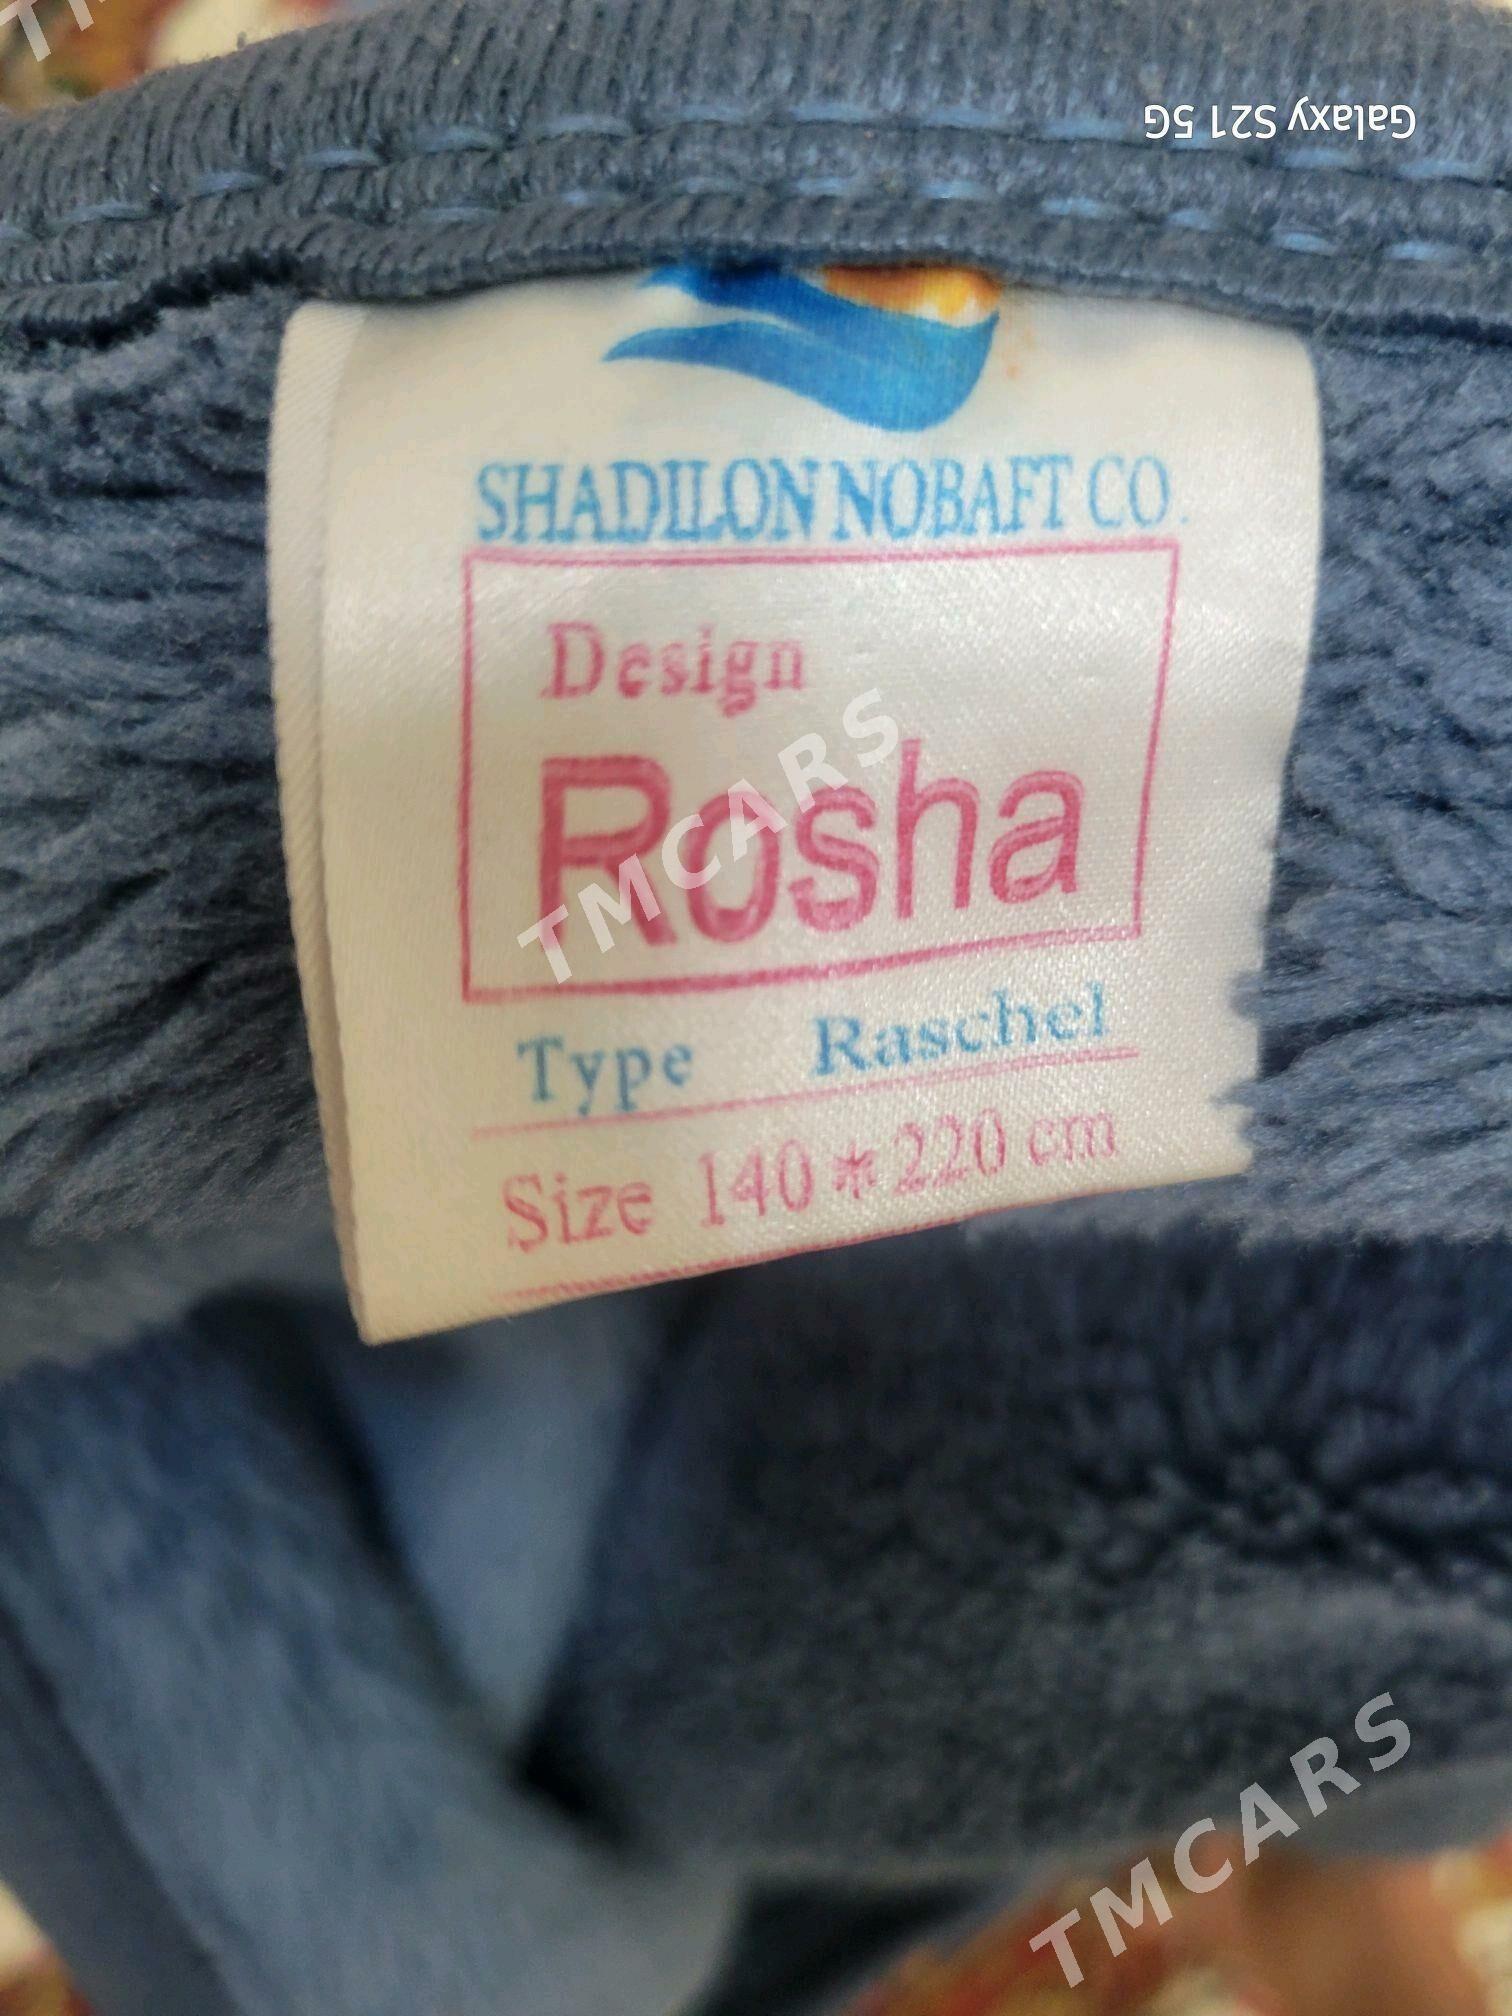 Galaxy S21 5G
SHADILON NOBAFT CO.
Design
Rosha
TMCARS
Type Raschel
Size 140*220 cm
TMCARS